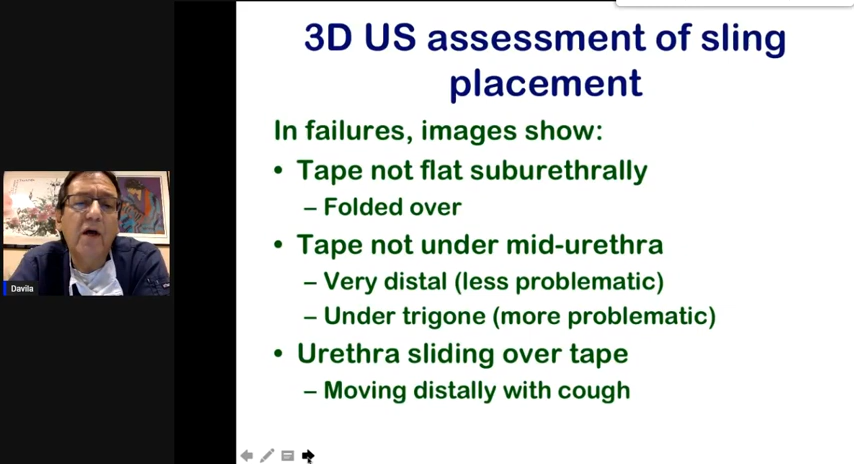 3D US assessment of sling
placement
In failures, images show:
• Tape not flat suburethrally
– Folded over
• Tape not under mid-urethra
– Very distal (less problematic)
– Under trigone (more problematic)
• Urethra sliding over tape
– Moving distally with cough
Davila